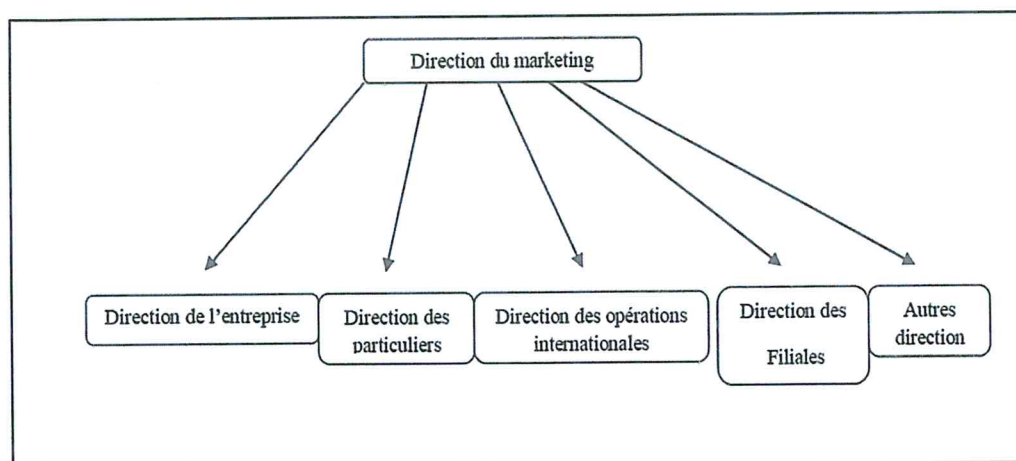 Direction du marketing
Direction de l'entreprise
Direction des
particuliers
Direction des opérations
internationales
Direction des
Filiales
Autres
direction